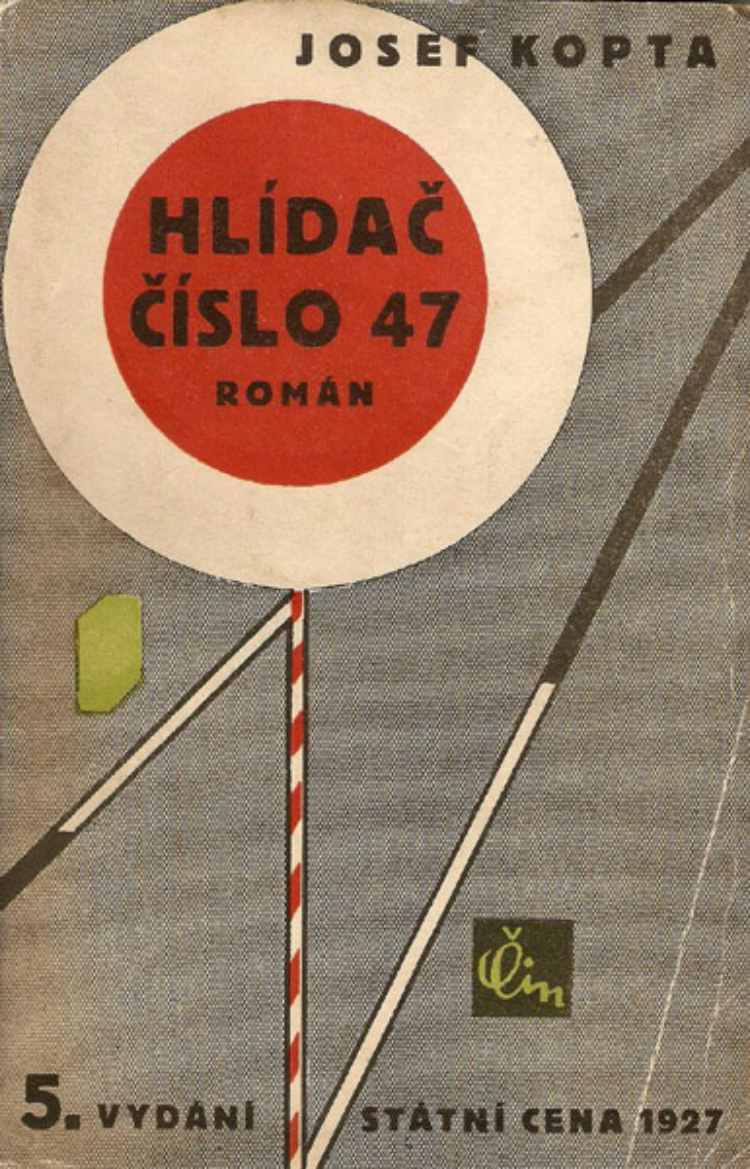 JOSEF KOPTA
HLÍDAČ
ČÍSLO 47
ROMÁN
Čin
5. VYDÁNÍ
STÁTNÍ CENA 1927